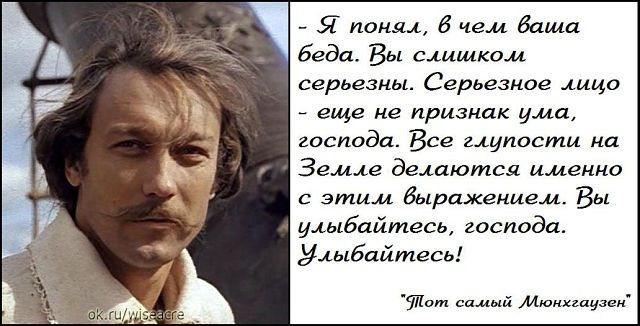 - Я понял, в чем ваша
беда. Вы слишком
серьезны. Серьезное лицо
- еще не признак ума,
господа. Все глупости на
Земле делаются именно
с этим выражением. Вы
улыбайтесь, господа.
Улыбайтесь!
"Тот самый Мюнхгаузен"
ok.ru/wiseacre